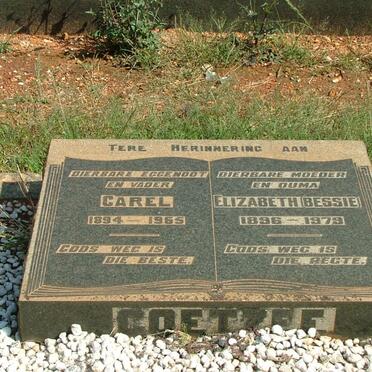 TERE HERINNERING AAN
DIERBARE EGGENOOT
EN VADER
CAREL
1894 – 1965
GODS WEG IS
DIE BESTE.
DIERBARE MOEDER
EN OUMA
ELIZABETH (BESSIE)
1896 – 1979
GODS WEG IS
DIE REGTE.
COETZEE